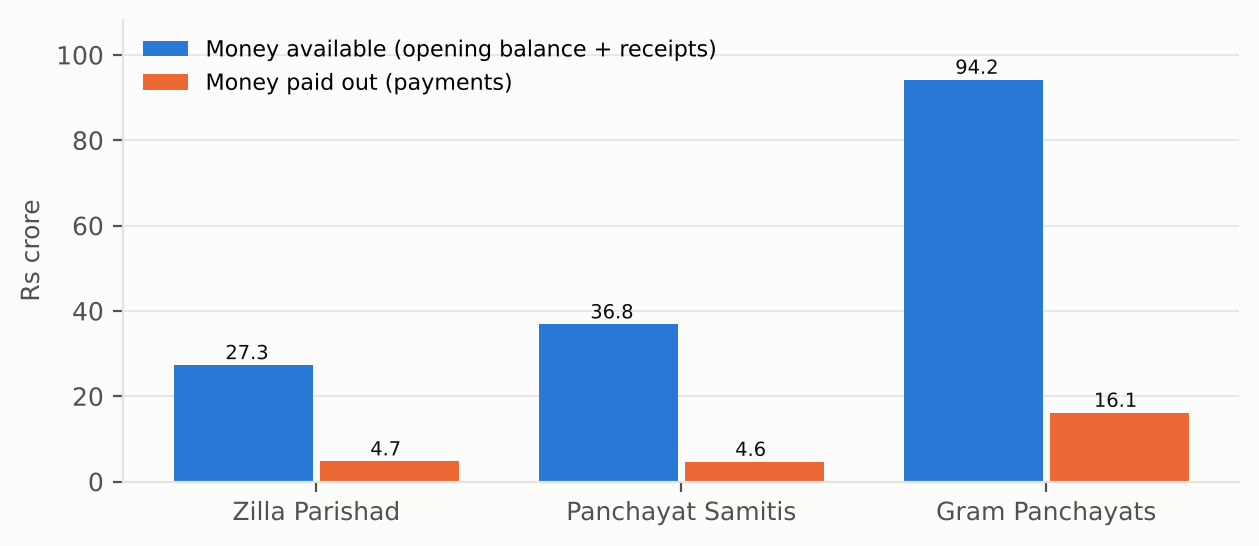 Money available (opening balance + receipts)
Money paid out (payments)
Rs crore
100
80
60
40
20
0
27.3
4.7
36.8
4.6
94.2
16.1
Zilla Parishad
Panchayat Samitis
Gram Panchayats